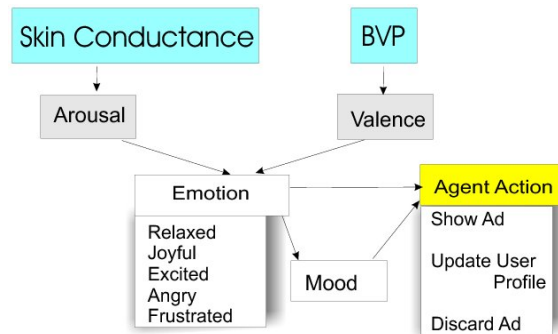 Skin Conductance
BVP
Arousal
Valence
Emotion
Relaxed
Joyful
Excited
Angry
Frustrated
Mood
Agent Action
Show Ad
Update User
Profile
Discard Ad